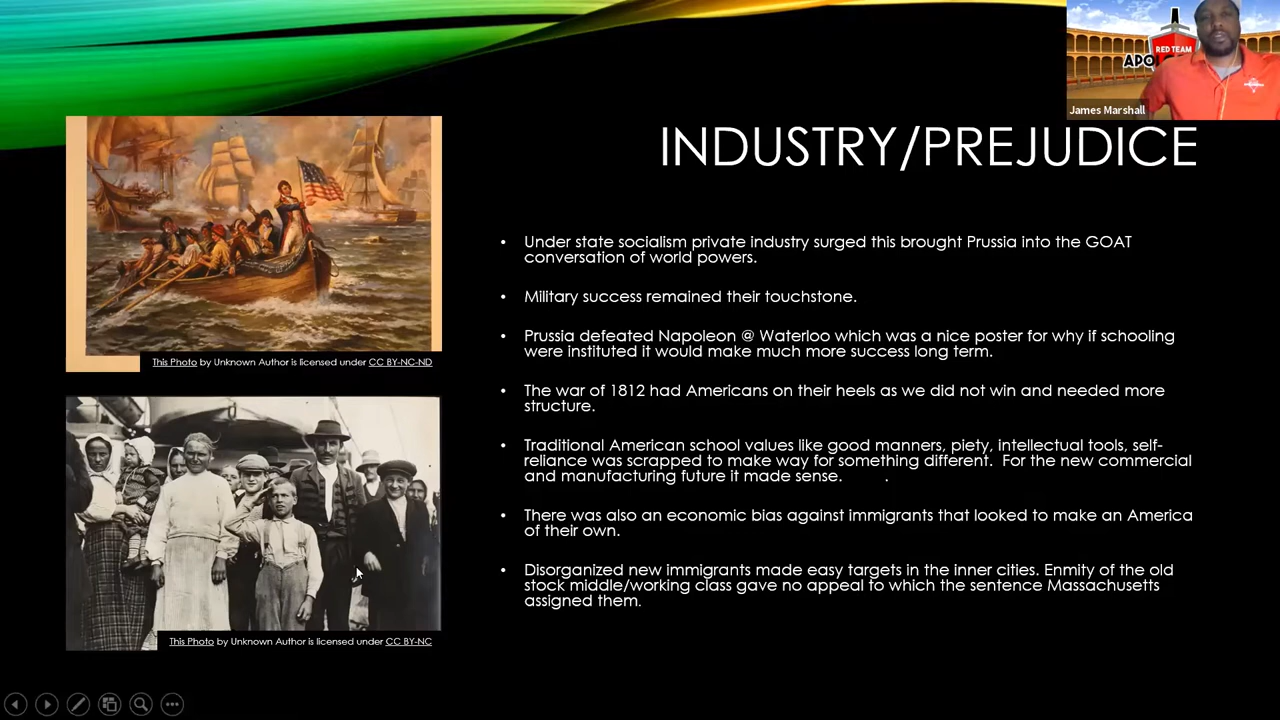 RED TEAM
APOL
James Marshall
INDUSTRY/PREJUDICE
• Under state socialism private industry surged this brought Prussia into the GOAT
conversation of world powers.
• Military success remained their touchstone.
• Prussia defeated Napoleon @ Waterloo which was a nice poster for why if schooling
were instituted it would make much more success long term.
• The war of 1812 had Americans on their heels as we did not win and needed more
structure.
• Traditional American school values like good manners, piety, intellectual tools, self-
reliance was scrapped to make way for something different. For the new commercial
and manufacturing future it made sense. .
• There was also an economic bias against immigrants that looked to make an America
of their own.
• Disorganized new immigrants made easy targets in the inner cities. Enmity of the old
stock middle/working class gave no appeal to which the sentence Massachusetts
assigned them.
This Photo by Unknown Author is licensed under CC BY-NC-ND
This Photo by Unknown Author is licensed under CC BY-NC